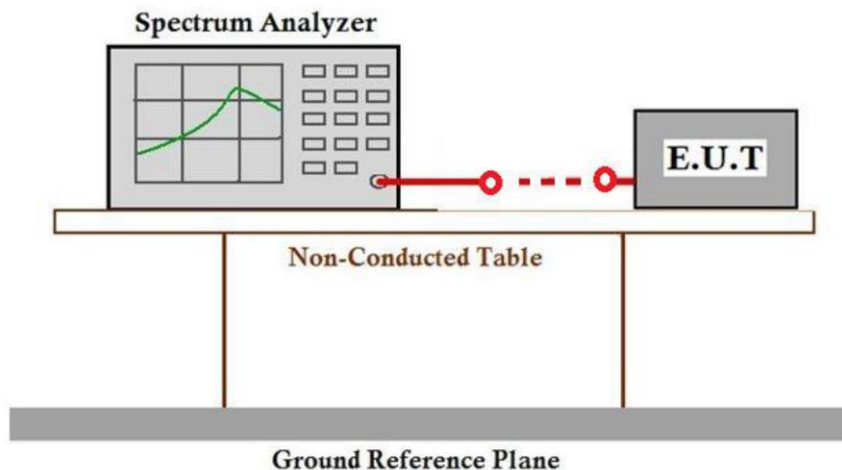 Spectrum Analyzer
E.U.T
Non-Conducted Table
Ground Reference Plane